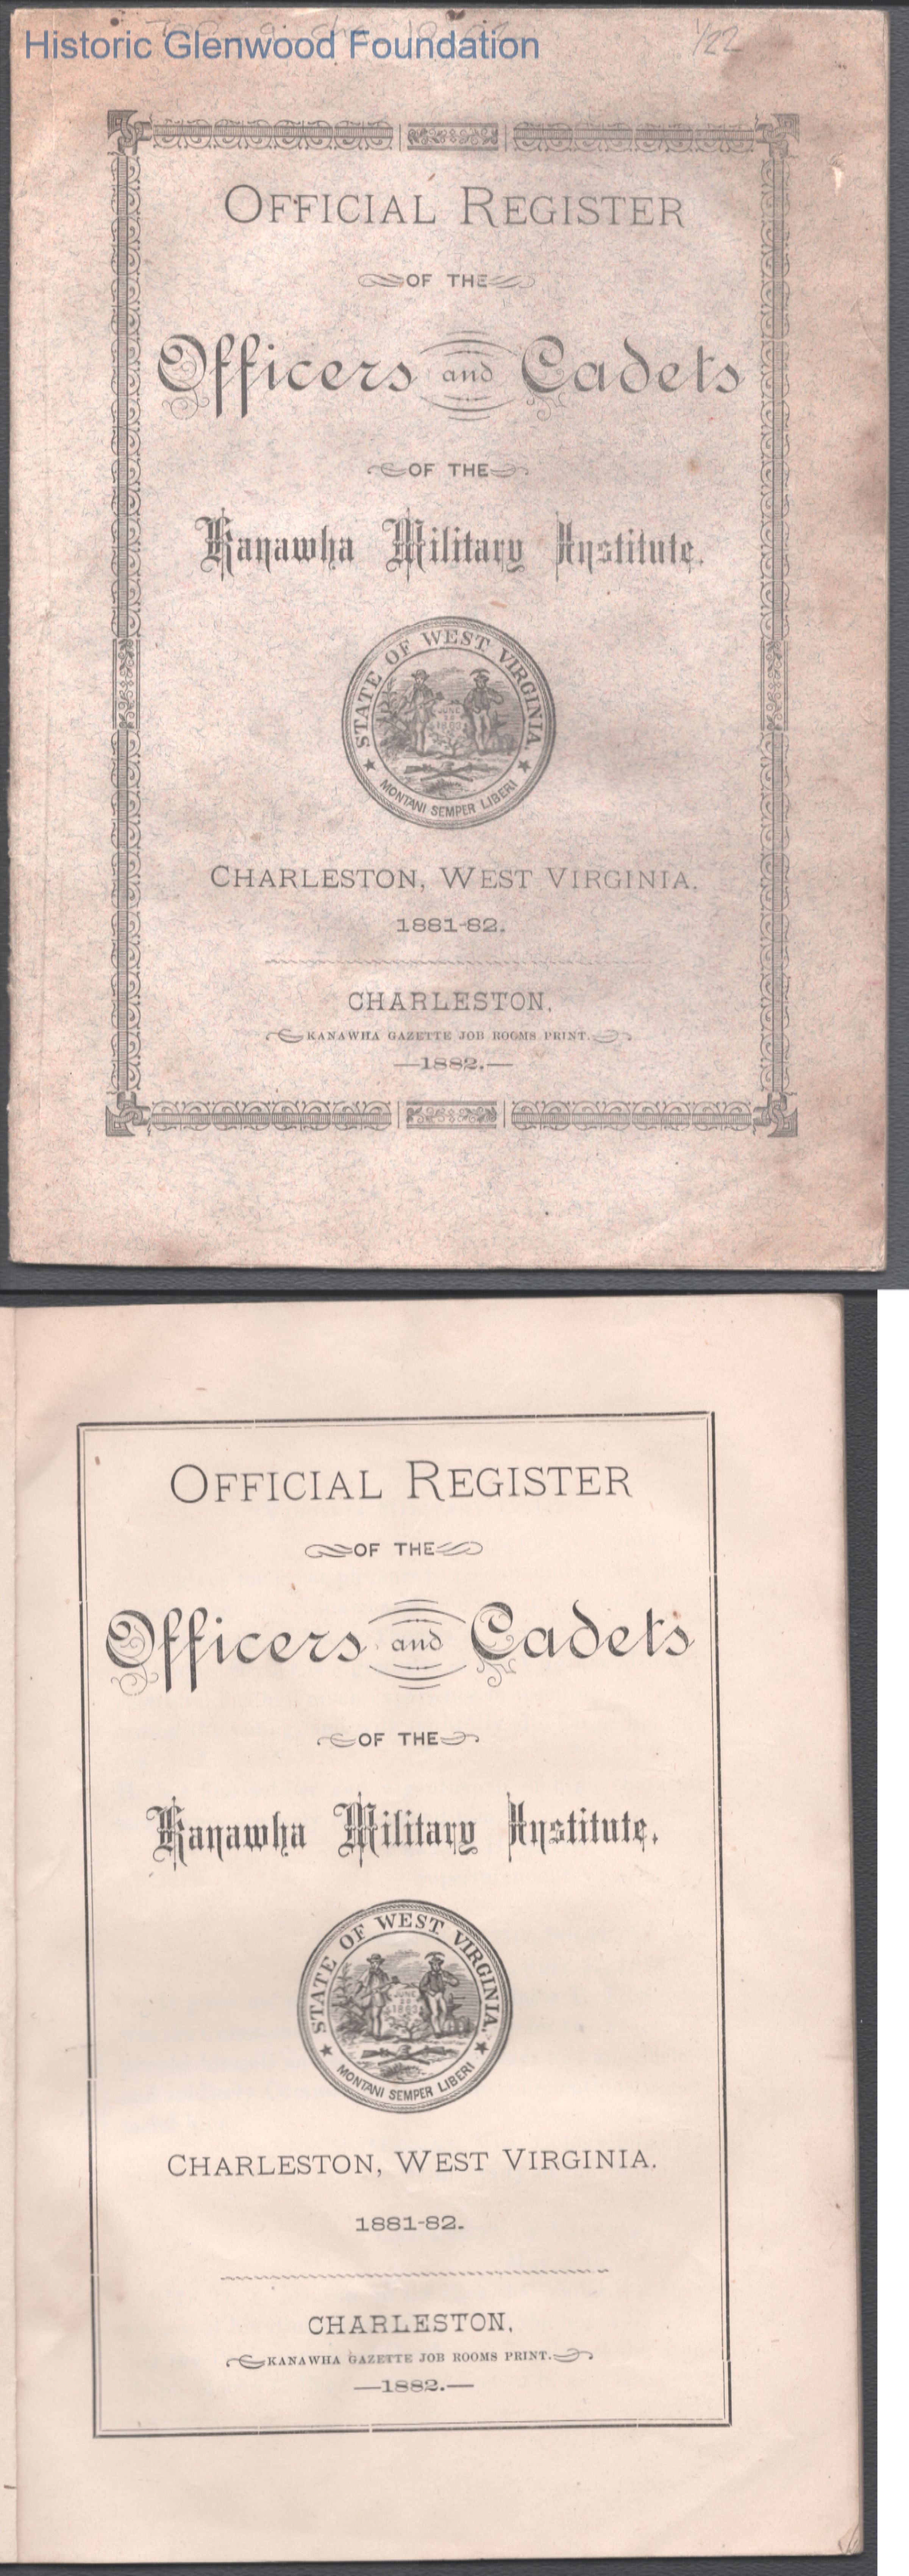 Historic Glenwood Foundation
1/22
OFFICIAL REGISTER
OF THE
Officers and Cadets
OF THE
Kanawha Military Institute.
STATE OF WEST VIRGINIA.
MONTANI SEMPER LIBERI
CHARLESTON, WEST VIRGINIA.
1881-82.
CHARLESTON,
KANAWHA GAZETTE JOB ROOMS PRINT.
—1882.—
OFFICIAL REGISTER
OF THE
Officers and Cadets
OF THE
Kanawha Military Institute.
STATE OF WEST VIRGINIA.
MONTANI SEMPER LIBERI
CHARLESTON, WEST VIRGINIA.
1881-82.
CHARLESTON,
KANAWHA GAZETTE JOB ROOMS PRINT.
—1882.—